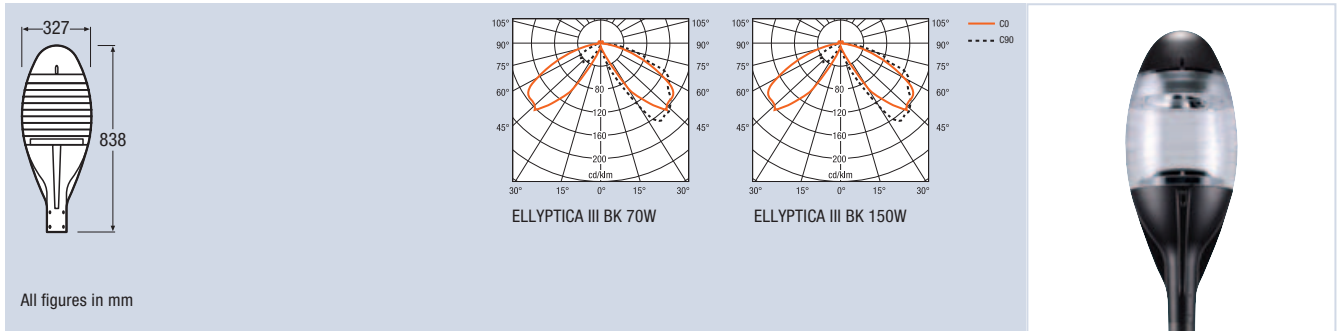 327
838
All figures in mm
105° 105°
90° 90°
75° 75°
60° 60°
45° 45°
80
120
160
200
cd/klm
30° 15° 0° 15° 30°
ELLYPTICA III BK 70W
105° 105°
90° 90°
75° 75°
60° 60°
45° 45°
80
120
160
200
cd/klm
30° 15° 0° 15° 30°
ELLYPTICA III BK 150W
C0
C90